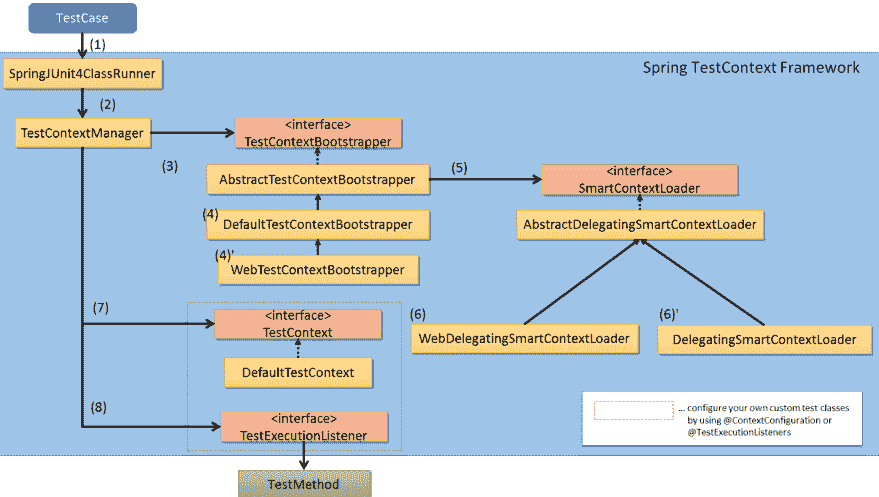 TestCase
(1)
SpringJUnit4ClassRunner
Spring TestContext Framework
(2)
TestContextManager
<interface>
TestContextBootstrapper
(3)
AbstractTestContextBootstrapper
(5)
<interface>
SmartContextLoader
(4)
DefaultTestContextBootstrapper
AbstractDelegatingSmartContextLoader
(4)'
WebTestContextBootstrapper
(7)
<interface>
TestContext
(6)
WebDelegatingSmartContextLoader
(6)'
DelegatingSmartContextLoader
DefaultTestContext
(8)
<interface>
TestExecutionListener
... configure your own custom test classes
by using @ContextConfiguration or
@TestExecutionListeners
TestMethod